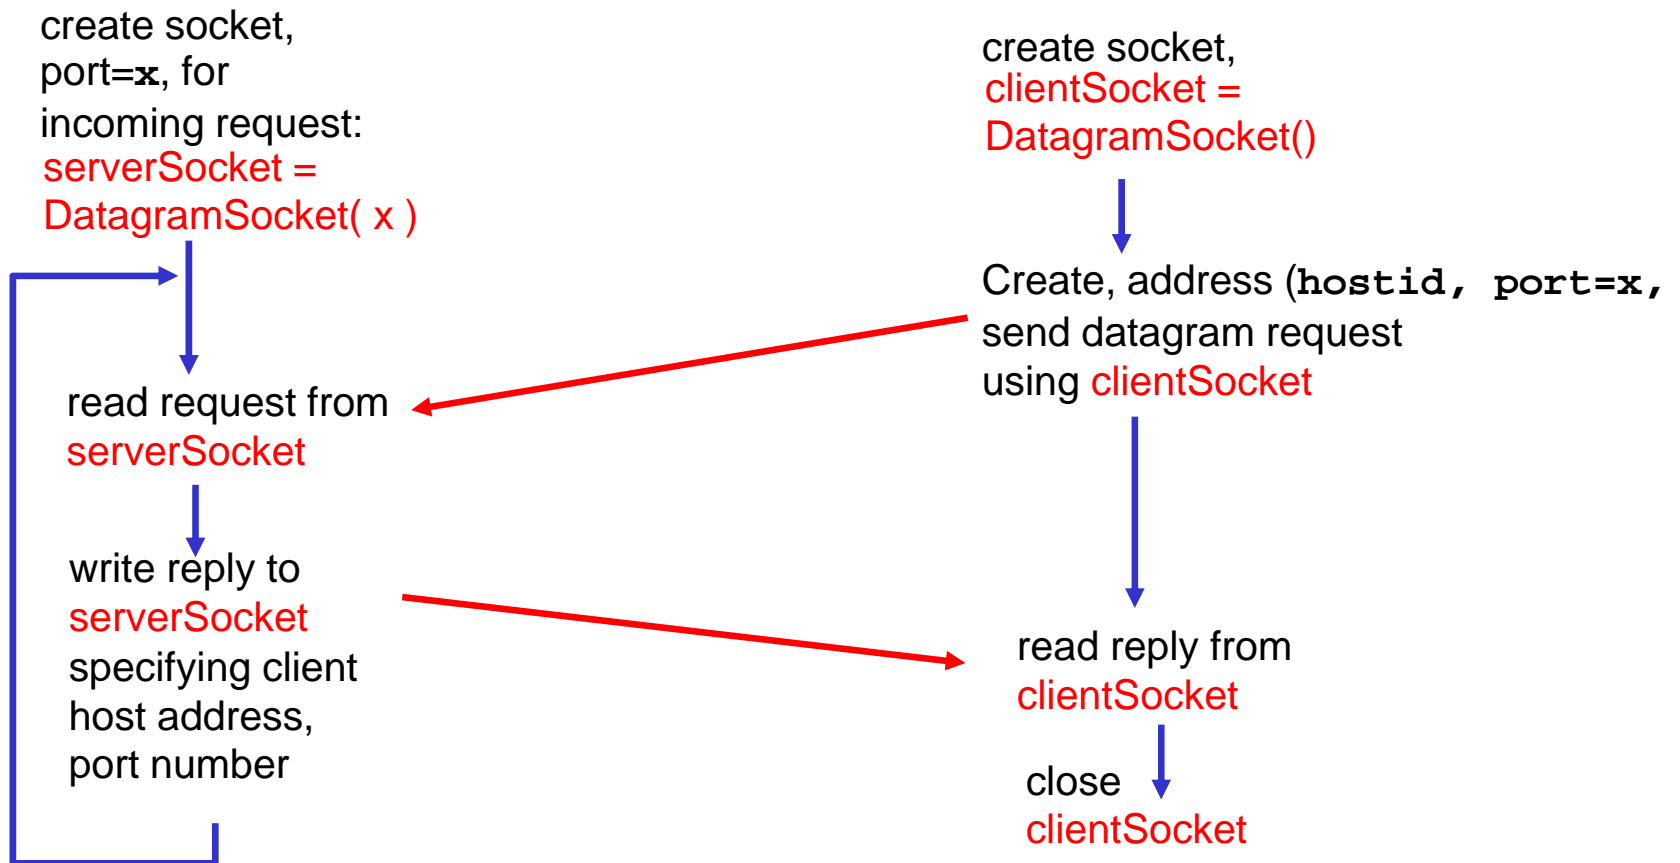 create socket,
port=x, for
incoming request:
serverSocket =
DatagramSocket( x )
read request from
serverSocket
write reply to
serverSocket
specifying client
host address,
port number
create socket,
clientSocket =
DatagramSocket()
Create, address (hostid, port=x,
send datagram request
using clientSocket
read reply from
clientSocket
close
clientSocket